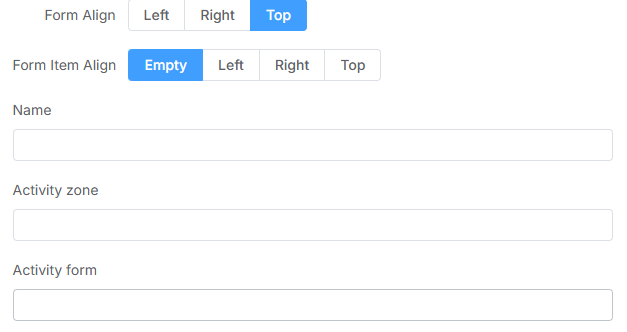 Form Align Left Right Top
Form Item Align Empty Left Right Top
Name
Activity zone
Activity form